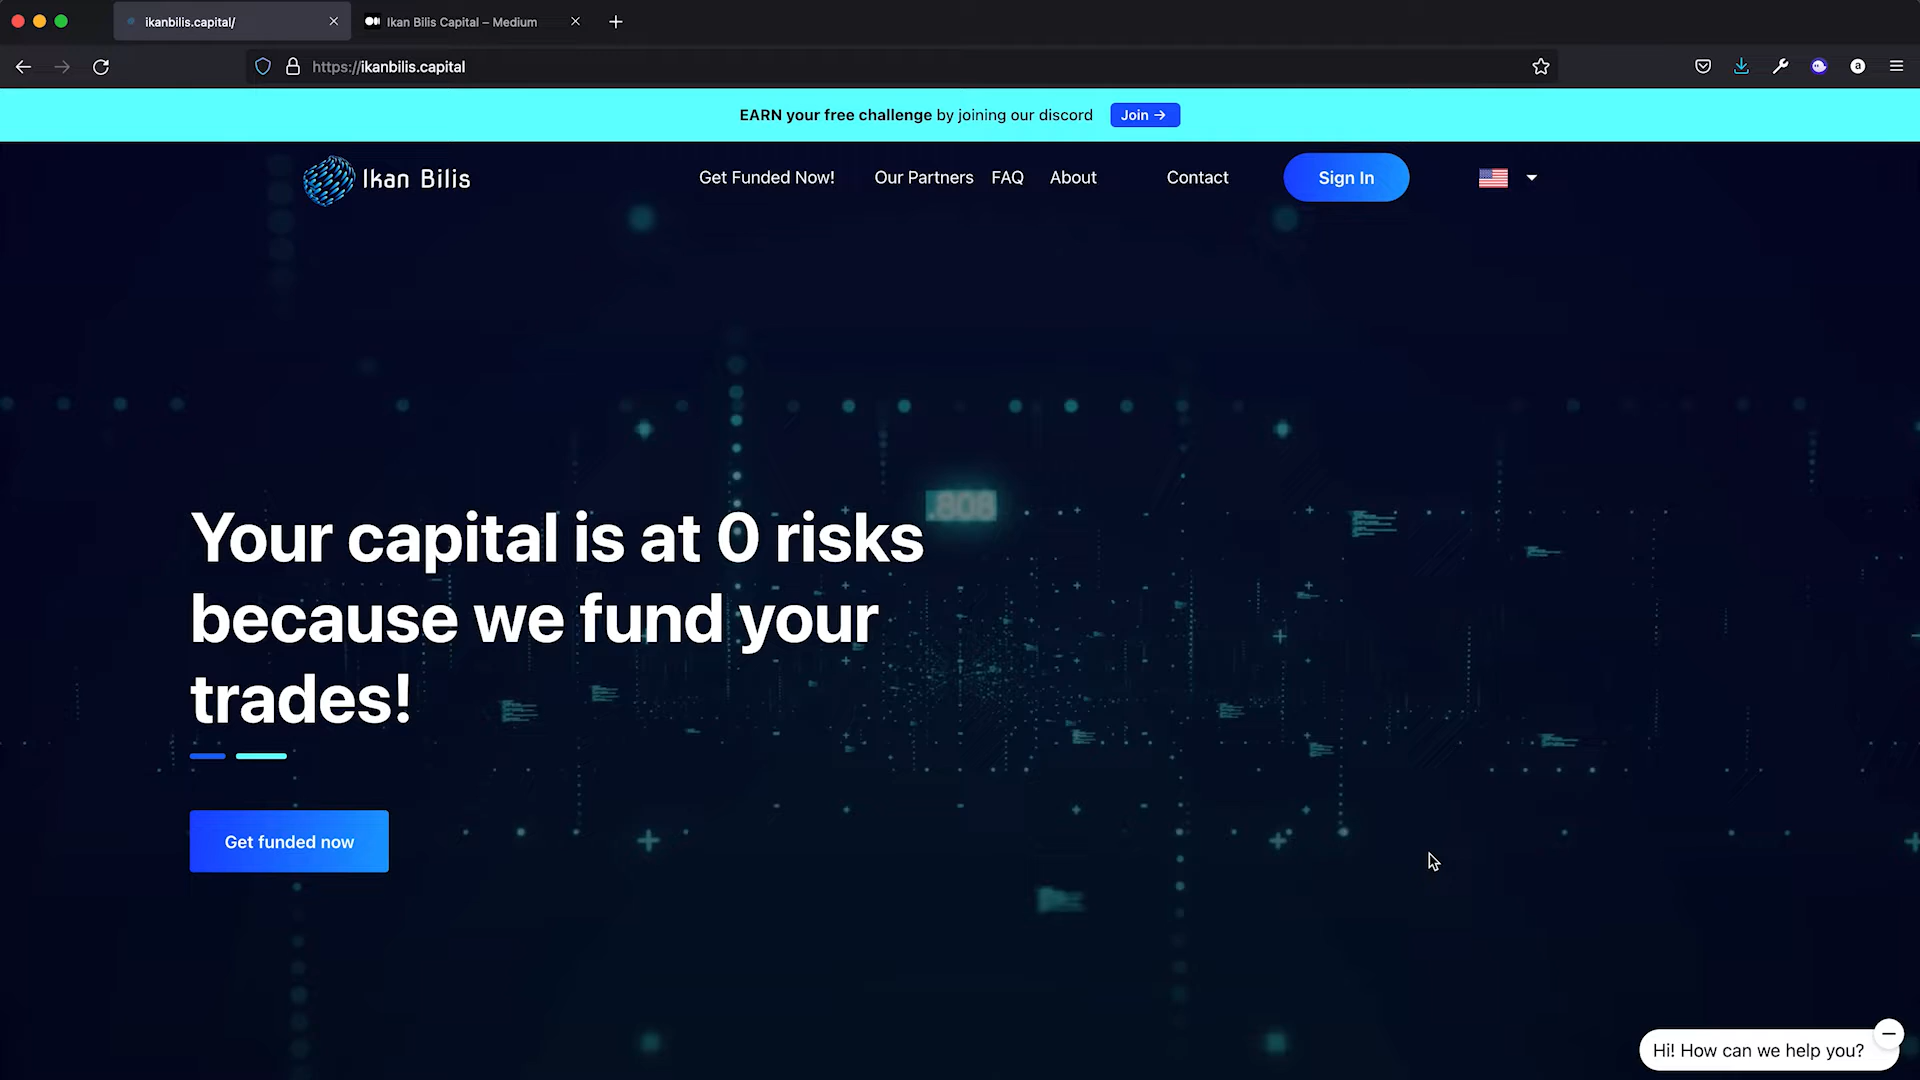 ikanbilis.capital/
Ikan Bilis Capital – Medium
https://ikanbilis.capital
a
EARN your free challenge by joining our discord
Join →
Ikan Bilis
Get Funded Now!
Our Partners
FAQ
About
Contact
Sign In
.808
Your capital is at 0 risks
because we fund your
trades!
Get funded now
Hi! How can we help you?